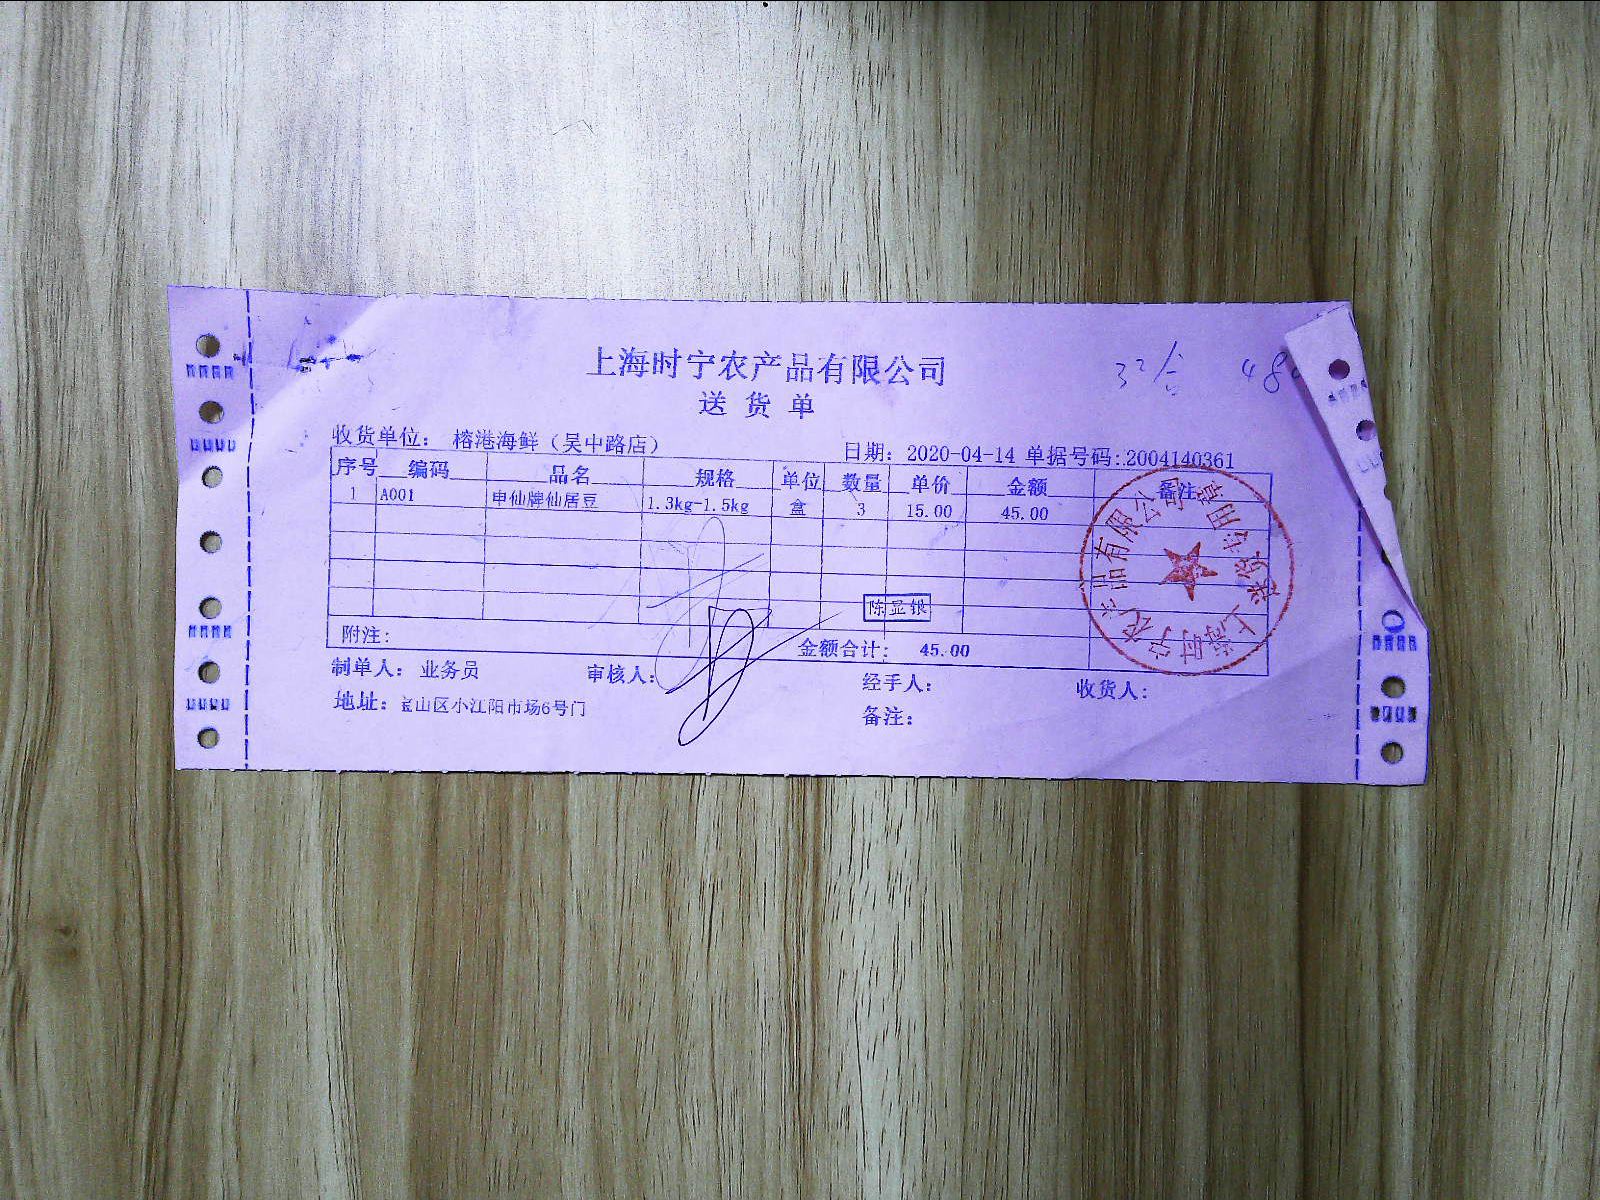 上海时宁农产品有限公司
送货单
收货单位： 榕港海鲜（吴中路店）
日期：2020-04-14 单据号码:.2004140361
序号 编码 品名 规格 单位 数量 单价 金额 备注
1 A001 申仙牌仙居豆 1.3kg-1.5kg 盒 3 15.00 45.00
陈显银
附注：
金额合计： 45.00
制单人： 业务员 审核人： 经手人： 收货人：
地址： 宝山区小江阳市场6号门 备注：
上海时宁农产品有限公司